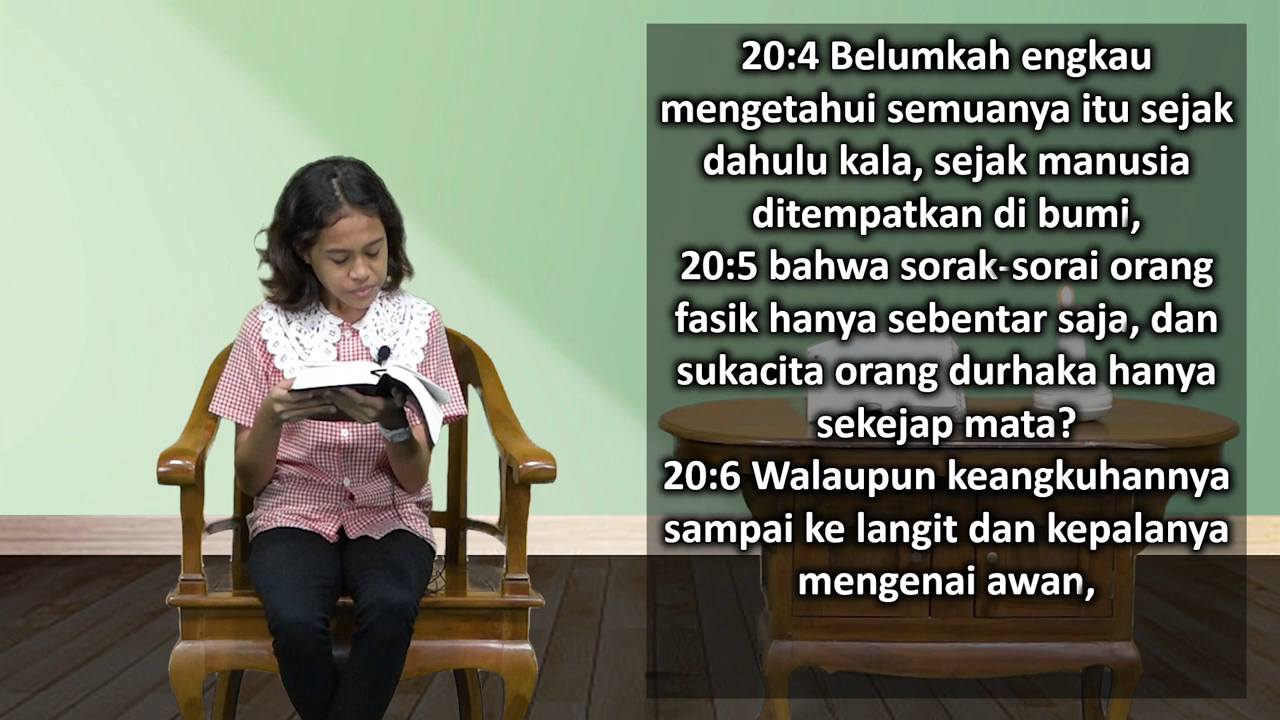 20:4 Belumkah engkau
mengetahui semuanya itu sejak
dahulu kala, sejak manusia
ditempatkan di bumi,
20:5 bahwa sorak-sorai orang
fasik hanya sebentar saja, dan
sukacita orang durhaka hanya
sekejap mata?
20:6 Walaupun keangkuhannya
sampai ke langit dan kepalanya
mengenai awan,